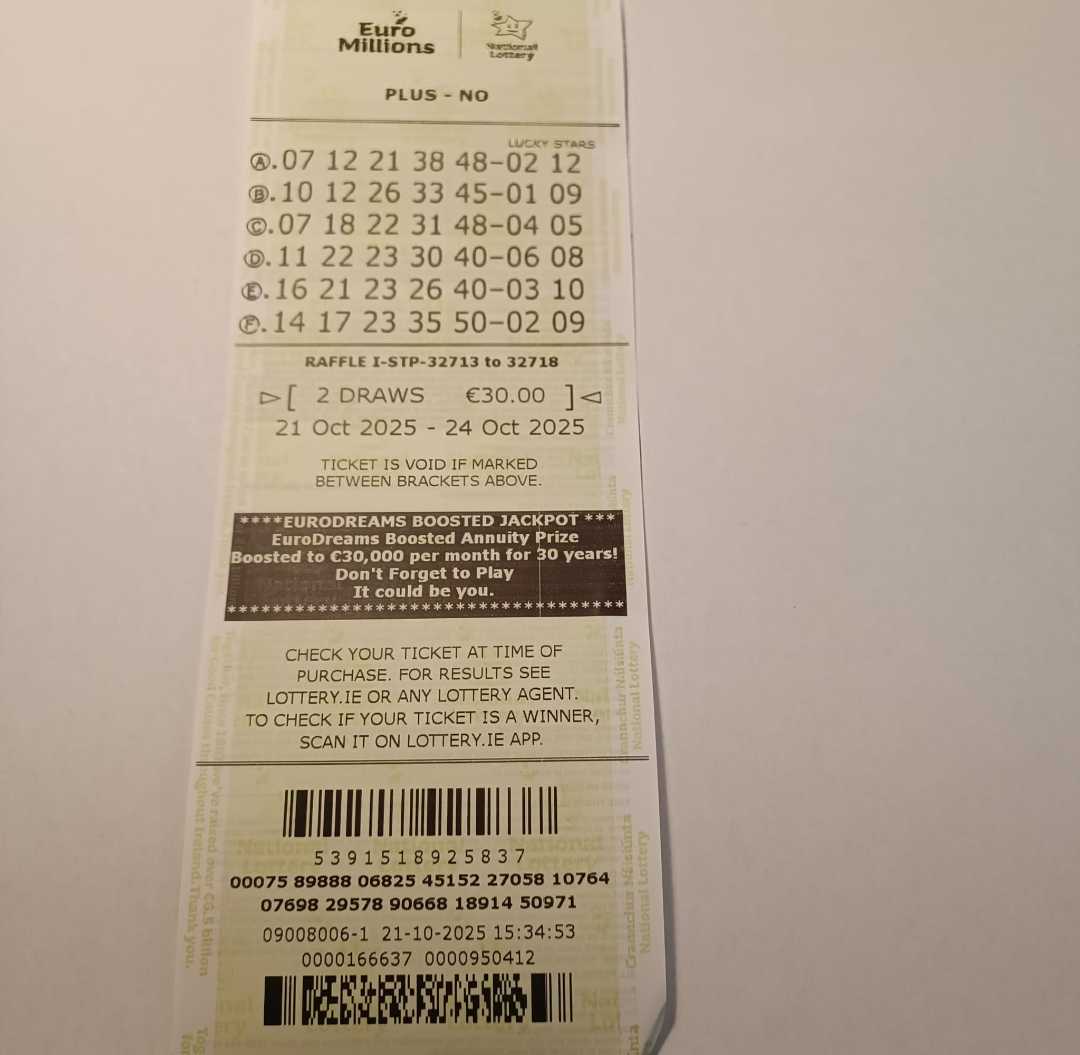 Euro
Millions
National
Lottery
PLUS - NO
LUCKY STARS
A.07 12 21 38 48-02 12
B.10 12 26 33 45-01 09
C.07 18 22 31 48-04 05
D.11 22 23 30 40-06 08
E.16 21 23 26 40-03 10
F.14 17 23 35 50-02 09
RAFFLE I-STP-32713 to 32718
[ 2 DRAWS €30.00 ]
21 Oct 2025 - 24 Oct 2025
TICKET IS VOID IF MARKED
BETWEEN BRACKETS ABOVE.
****EURODREAMS BOOSTED JACKPOT ***
EuroDreams Boosted Annuity Prize
Boosted to €30,000 per month for 30 years!
Don't Forget to Play
It could be you.
************************************
CHECK YOUR TICKET AT TIME OF
PURCHASE. FOR RESULTS SEE
LOTTERY.IE OR ANY LOTTERY AGENT.
TO CHECK IF YOUR TICKET IS A WINNER,
SCAN IT ON LOTTERY.IE APP.
5391518925837
00075 89888 06825 45152 27058 10764
07698 29578 90668 18914 50971
09008006-1 21-10-2025 15:34:53
0000166637 0000950412
Crannchur Náisiúnta
National Lottery